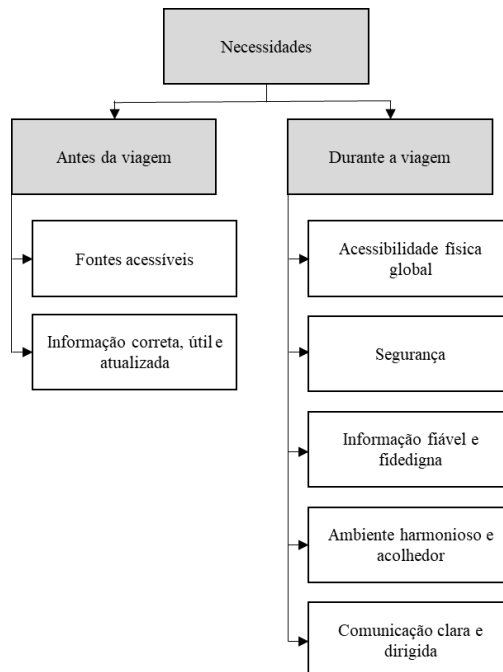 Necessidades
Antes da viagem
Fontes acessíveis
Informação correta, útil e
atualizada
Durante a viagem
Acessibilidade física
global
Segurança
Informação fiável e
fidedigna
Ambiente harmonioso e
acolhedor
Comunicação clara e
dirigida